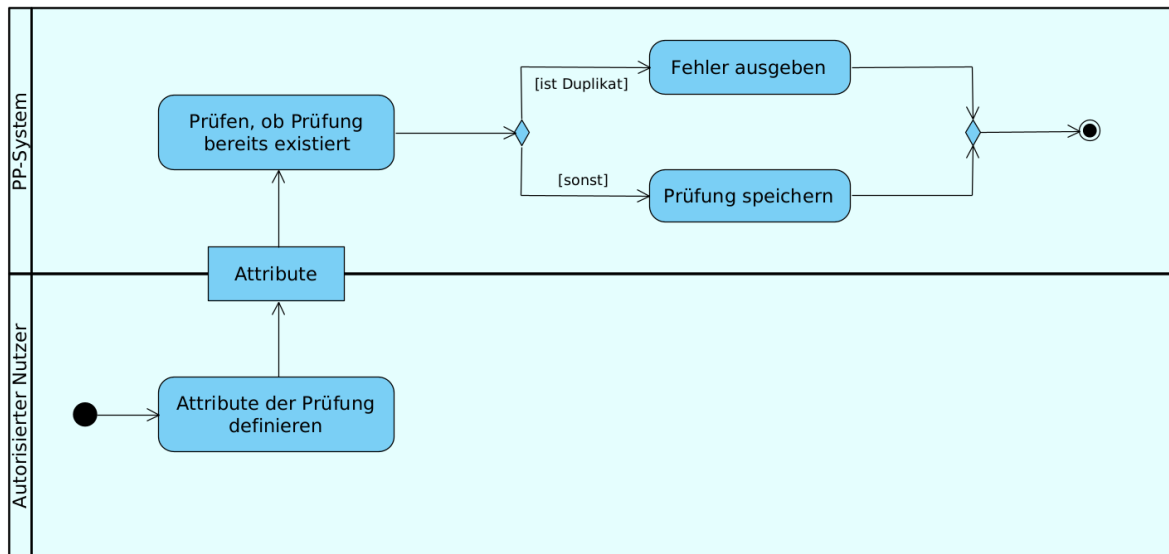 PP-System
Prüfen, ob Prüfung
bereits existiert
[ist Duplikat]
Fehler ausgeben
[sonst]
Prüfung speichern
Attribute
Autorisierter Nutzer
Attribute der Prüfung
definieren